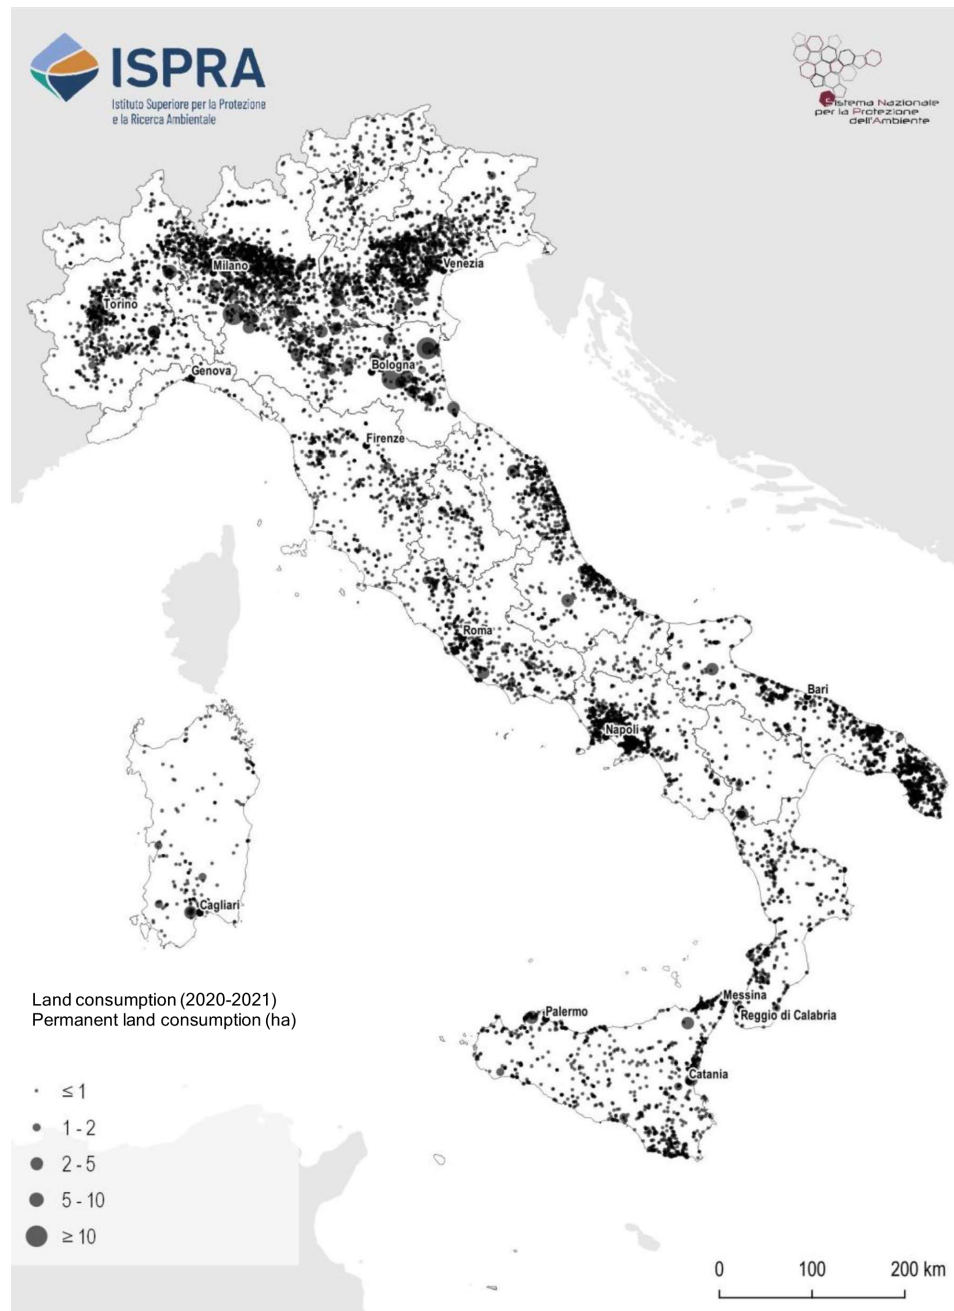 ISPRA
Istituto Superiore per la Protezione
e la Ricerca Ambientale
Sistema Nazionale
per la Protezione
dell'Ambiente
Milano
Venezia
Torino
Bologna
Genova
Firenze
Roma
Bari
Napoli
Cagliari
Messina
Palermo
Reggio di Calabria
Catania
Land consumption (2020-2021)
Permanent land consumption (ha)
≤ 1
1 - 2
2 - 5
5 - 10
≥ 10
0 100 200 km